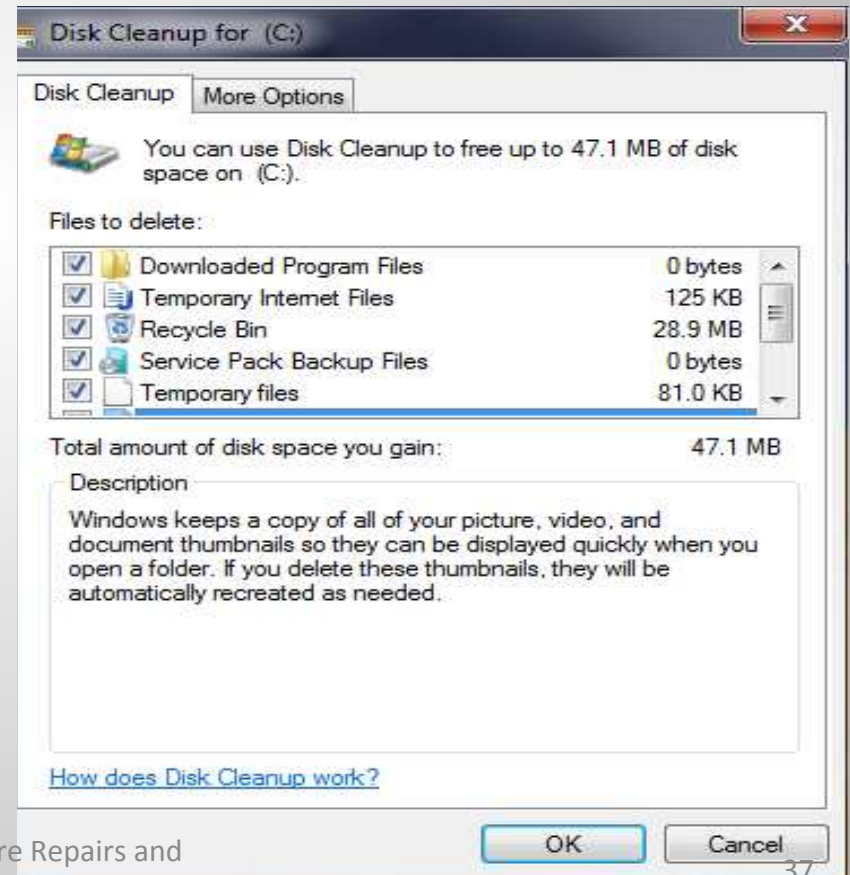 Disk Cleanup for (C:)
Disk Cleanup More Options
You can use Disk Cleanup to free up to 47.1 MB of disk
space on (C:).
Files to delete:
Downloaded Program Files 0 bytes
Temporary Internet Files 125 KB
Recycle Bin 28.9 MB
Service Pack Backup Files 0 bytes
Temporary files 81.0 KB
Total amount of disk space you gain: 47.1 MB
Description
Windows keeps a copy of all of your picture, video, and
document thumbnails so they can be displayed quickly when you
open a folder. If you delete these thumbnails, they will be
automatically recreated as needed.
How does Disk Cleanup work?
OK Cancel
re Repairs and
37